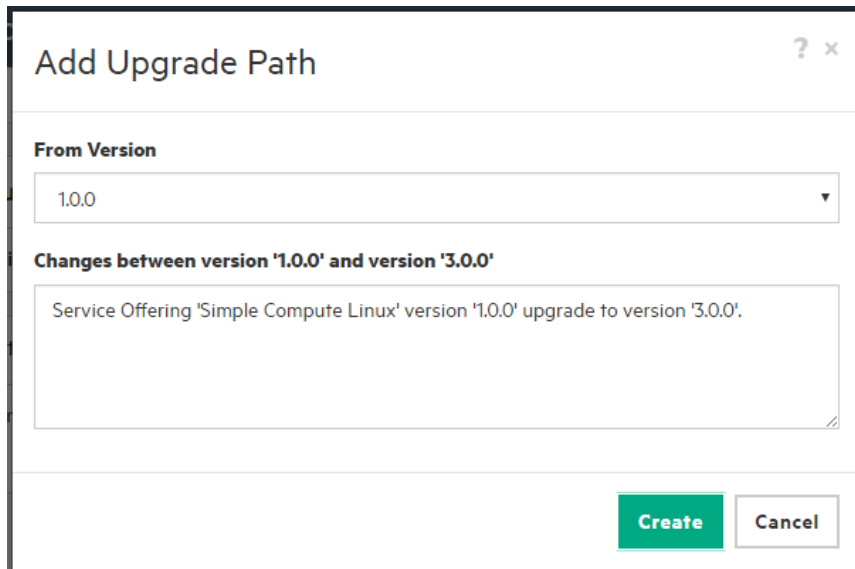 Add Upgrade Path
? ×
From Version
1.0.0
Changes between version '1.0.0' and version '3.0.0'
Service Offering 'Simple Compute Linux' version '1.0.0' upgrade to version '3.0.0'.
Create Cancel